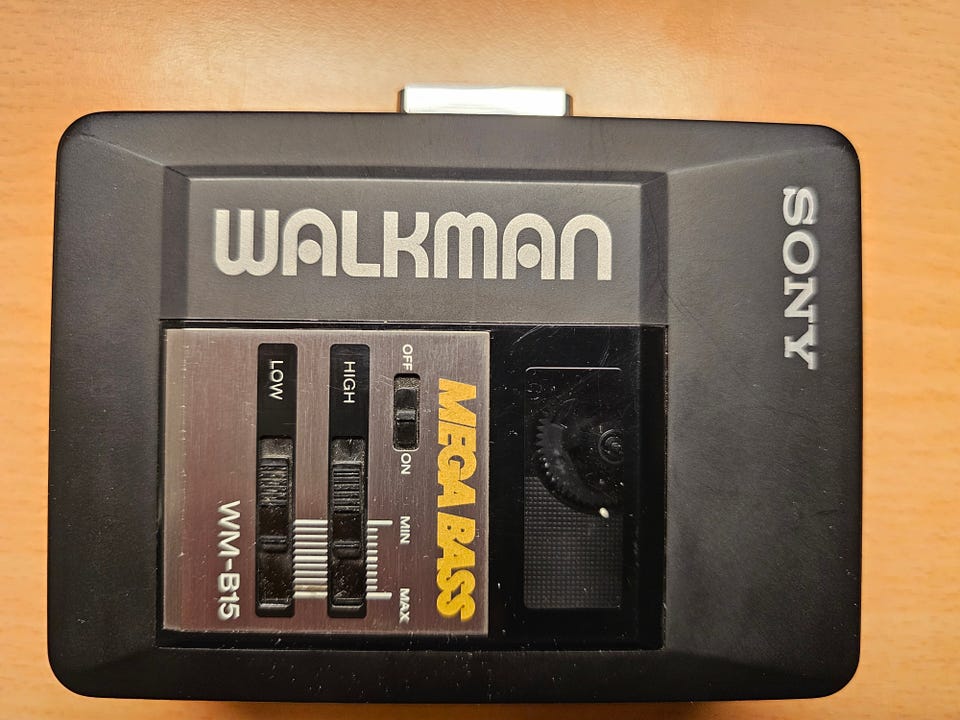 WALKMAN
SONY
MEGA BASS
OFF
ON
HIGH
LOW
MIN
MAX
WM-B15